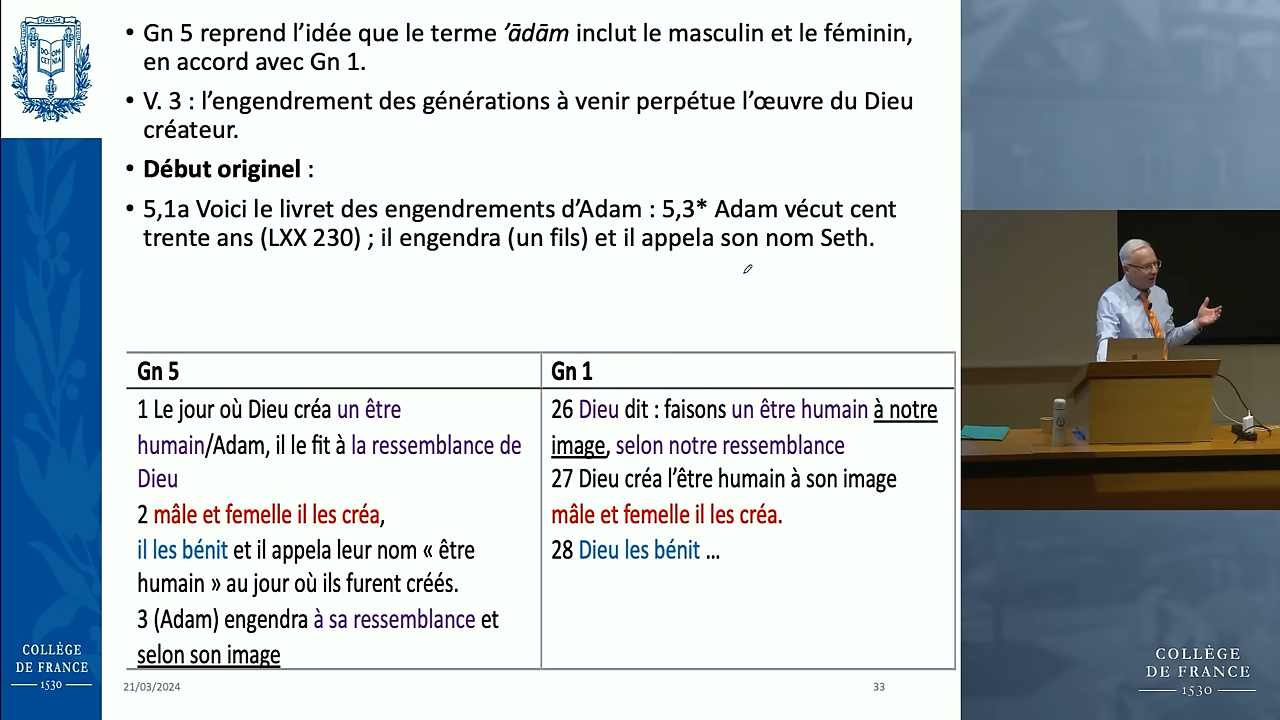 • Gn 5 reprend l’idée que le terme ’ādām inclut le masculin et le féminin,
en accord avec Gn 1.
• V. 3 : l’engendrement des générations à venir perpétue l’œuvre du Dieu
créateur.
• Début originel :
• 5,1a Voici le livret des engendrements d’Adam : 5,3* Adam vécut cent
trente ans (LXX 230) ; il engendra (un fils) et il appela son nom Seth.
Gn 5
1 Le jour où Dieu créa un être
humain/Adam, il le fit à la ressemblance de
Dieu
2 mâle et femelle il les créa,
il les bénit et il appela leur nom « être
humain » au jour où ils furent créés.
3 (Adam) engendra à sa ressemblance et
selon son image
Gn 1
26 Dieu dit : faisons un être humain à notre
image, selon notre ressemblance
27 Dieu créa l’être humain à son image
mâle et femelle il les créa.
28 Dieu les bénit ...
COLLÈGE
DE FRANCE
1530
21/03/2024
33
COLLÈGE
DE FRANCE
1530